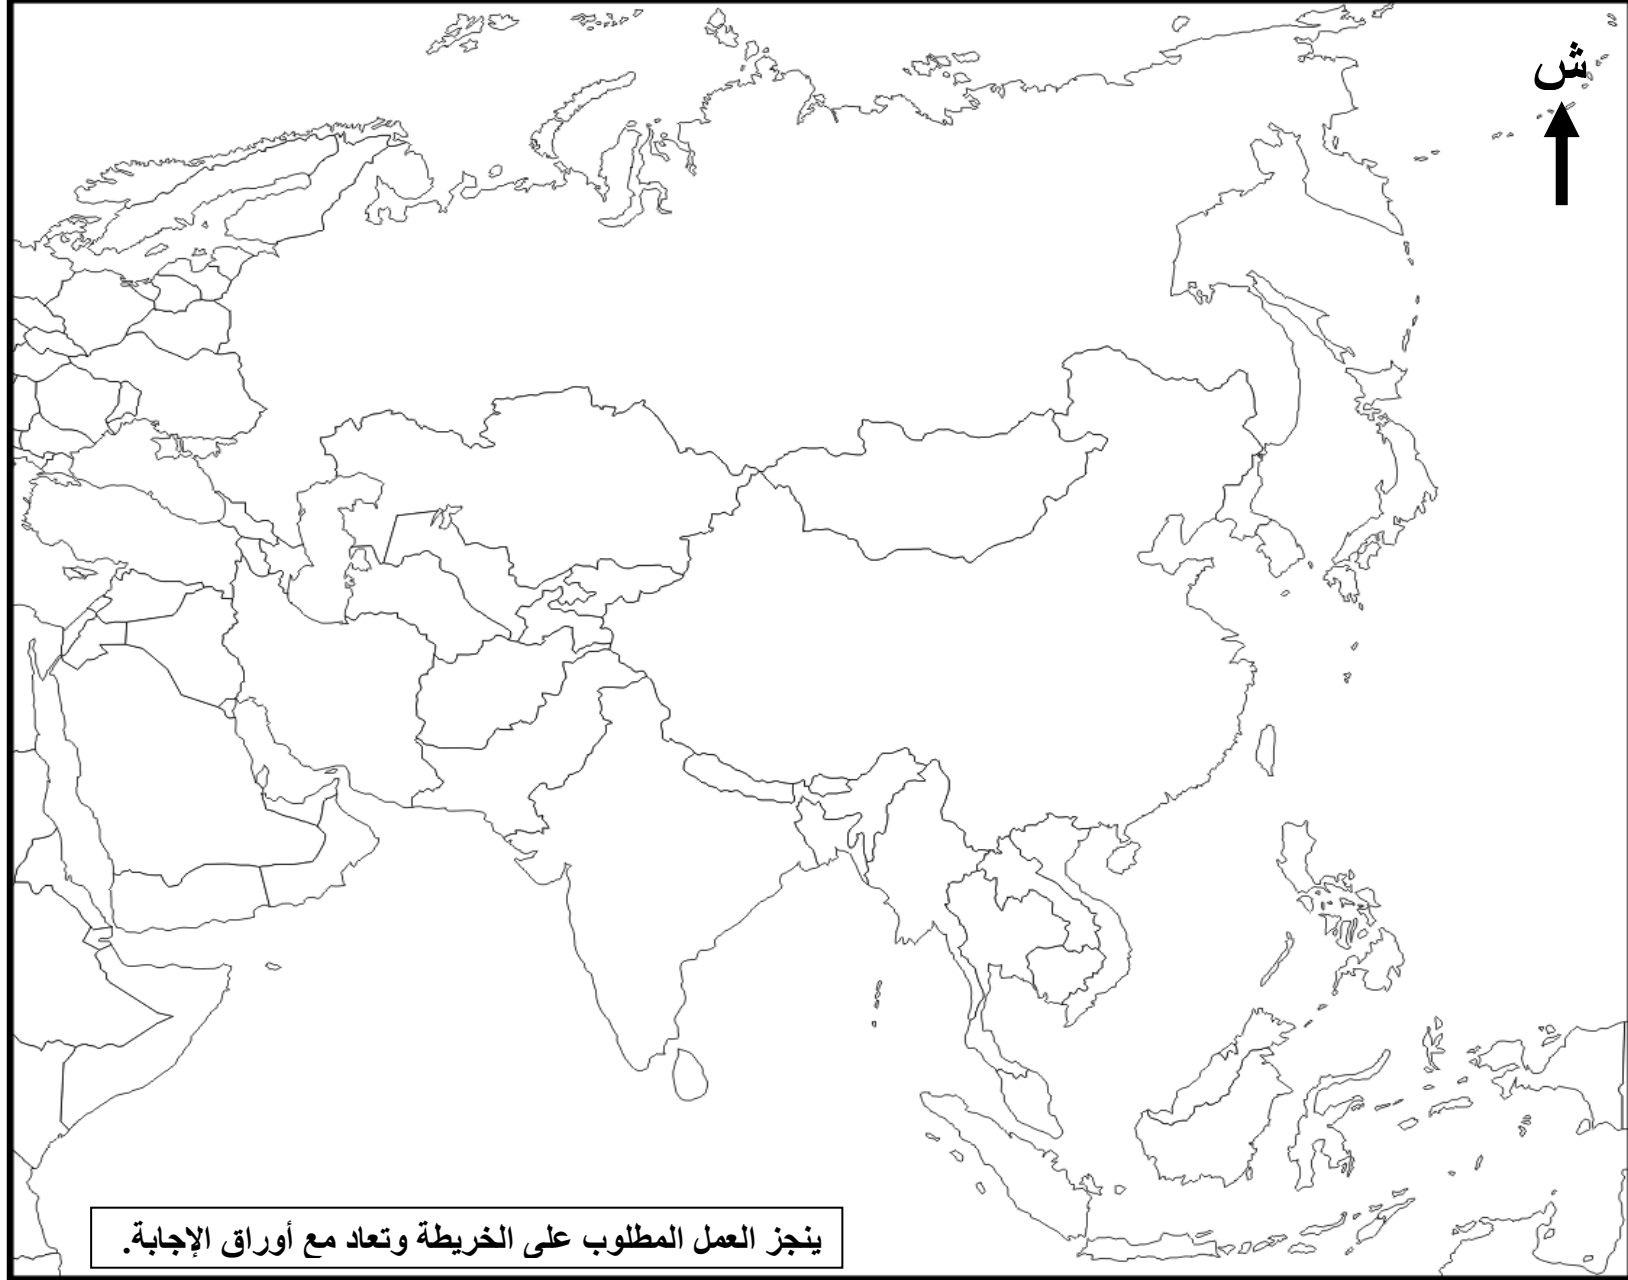 ش
ينجز العمل المطلوب على الخريطة وتعاد مع أوراق الإجابة.